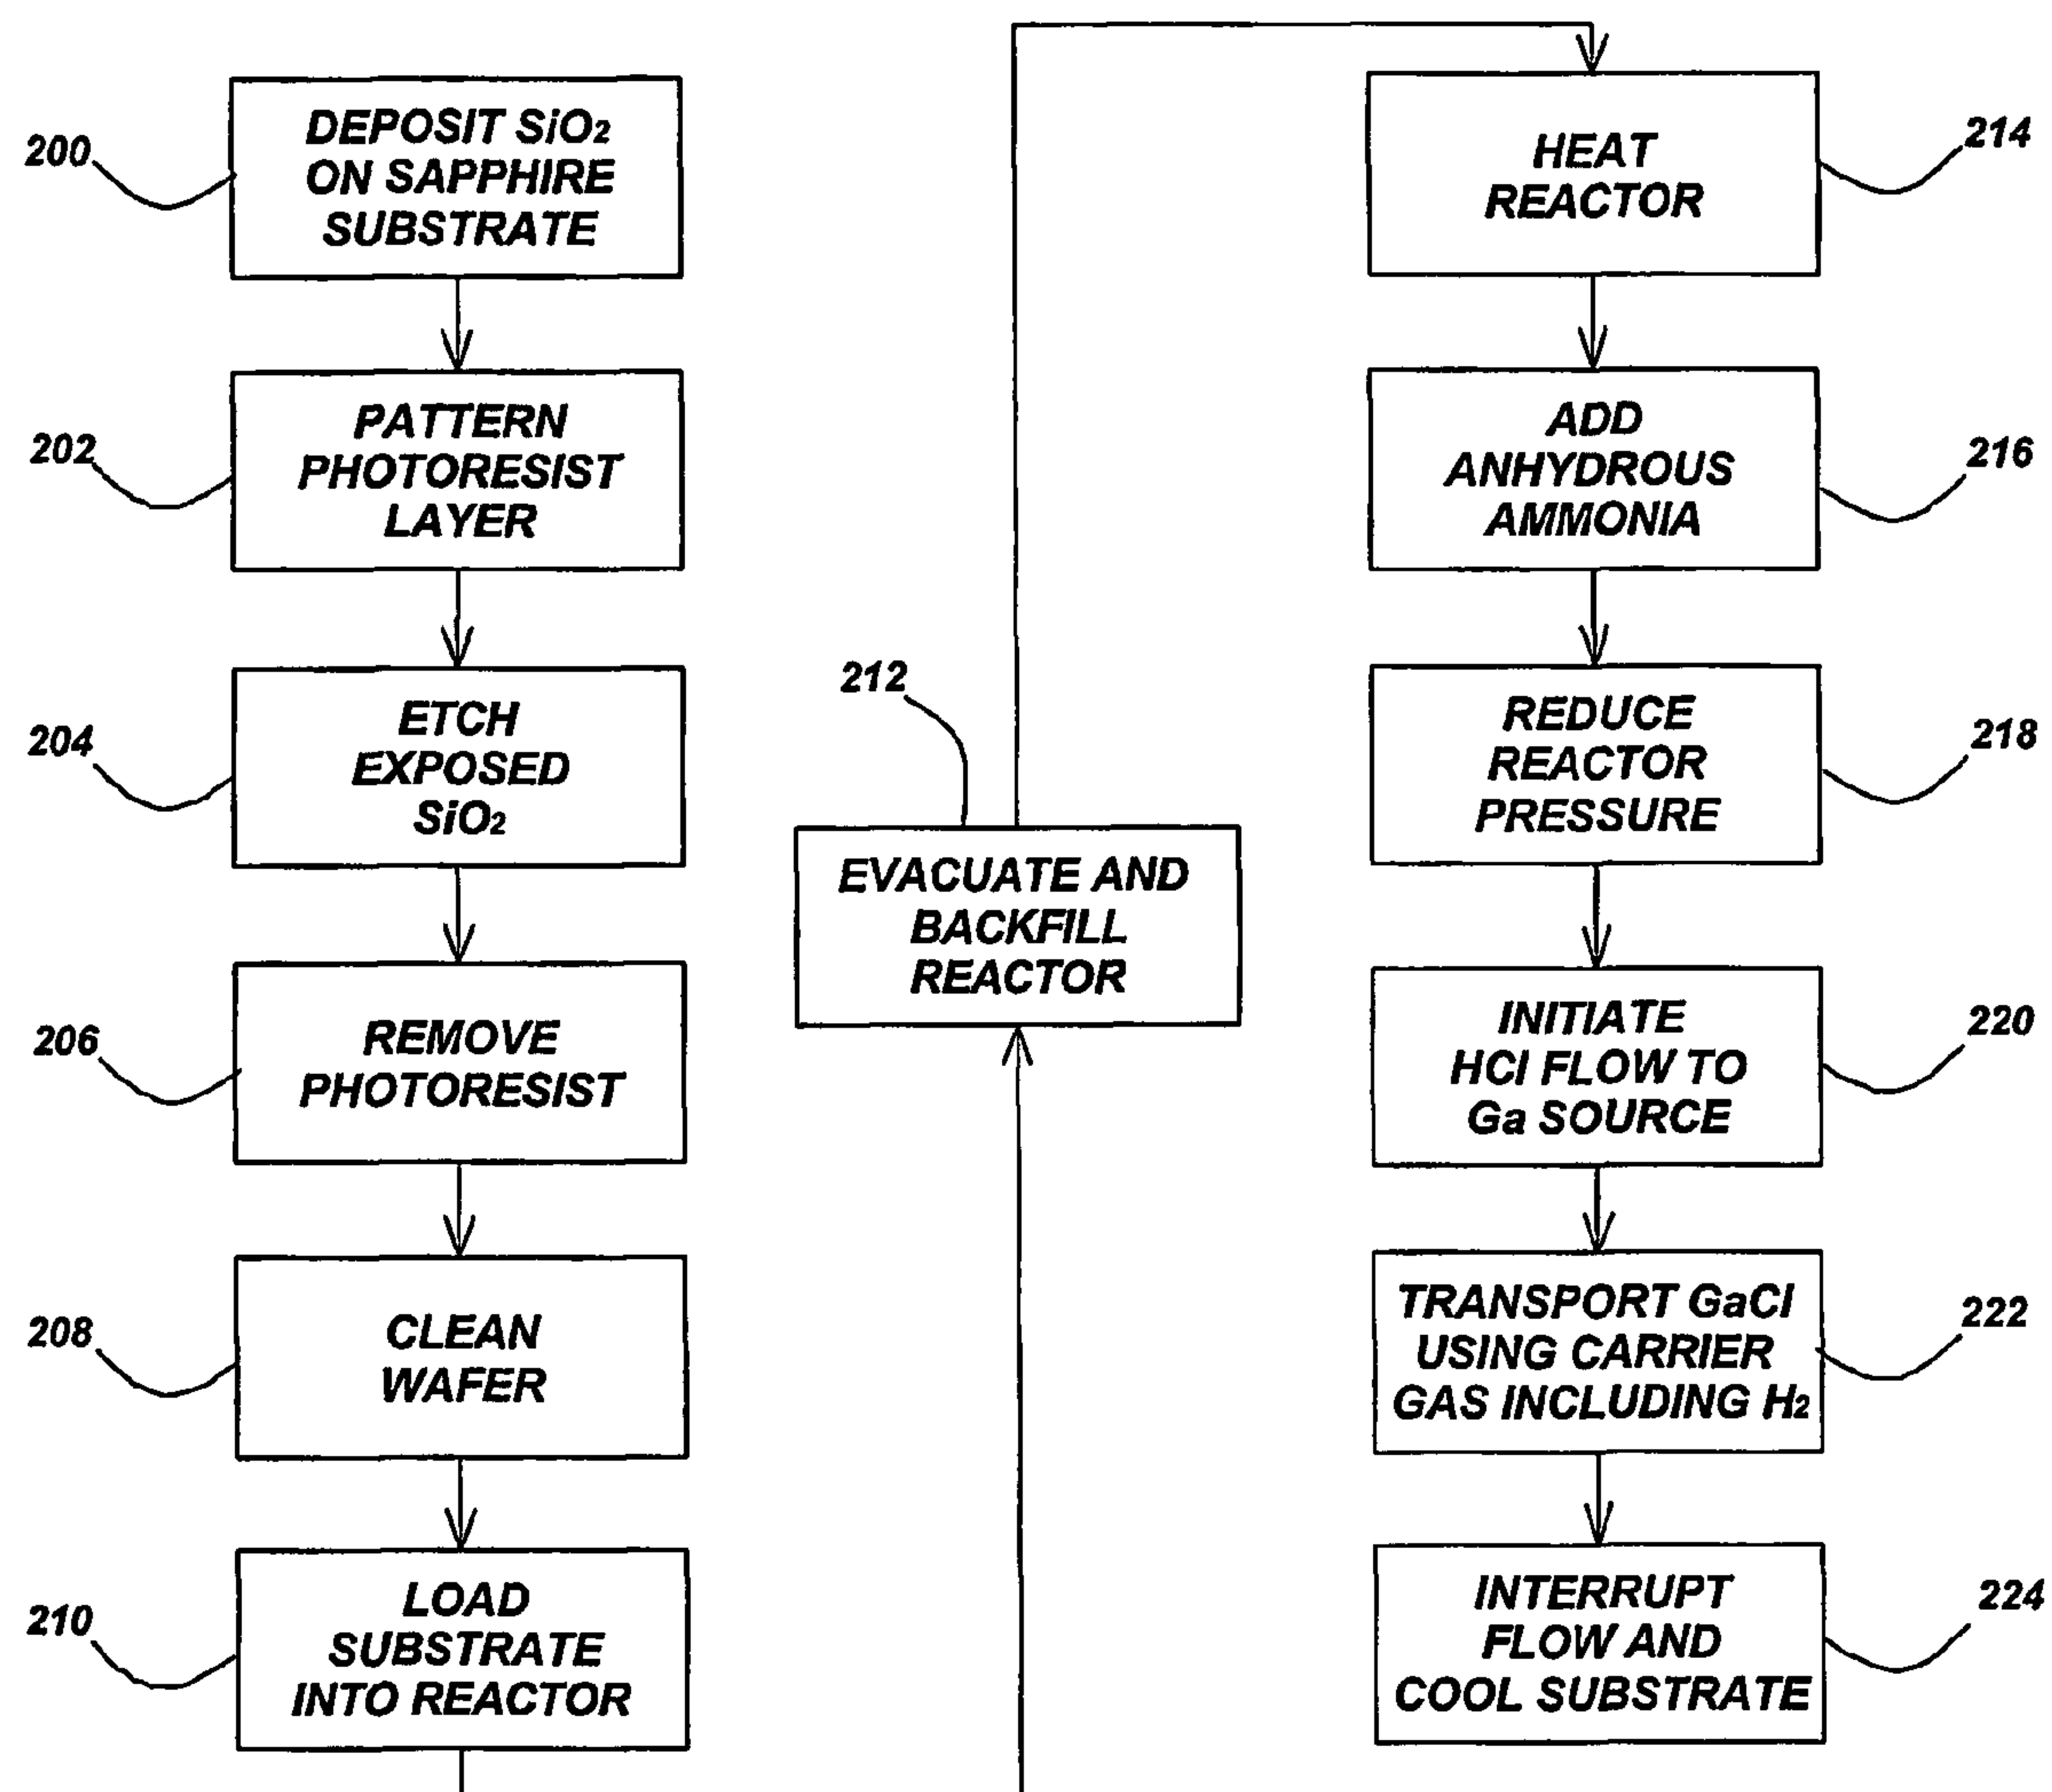 200
DEPOSIT SiO2
ON SAPPHIRE
SUBSTRATE
202
PATTERN
PHOTORESIST
LAYER
204
ETCH
EXPOSED
SiO2
206
REMOVE
PHOTORESIST
208
CLEAN
WAFER
210
LOAD
SUBSTRATE
INTO REACTOR
212
EVACUATE AND
BACKFILL
REACTOR
HEAT
REACTOR
214
ADD
ANHYDROUS
AMMONIA
216
REDUCE
REACTOR
PRESSURE
218
INITIATE
HCl FLOW TO
Ga SOURCE
220
TRANSPORT GaCl
USING CARRIER
GAS INCLUDING H2
222
INTERRUPT
FLOW AND
COOL SUBSTRATE
224